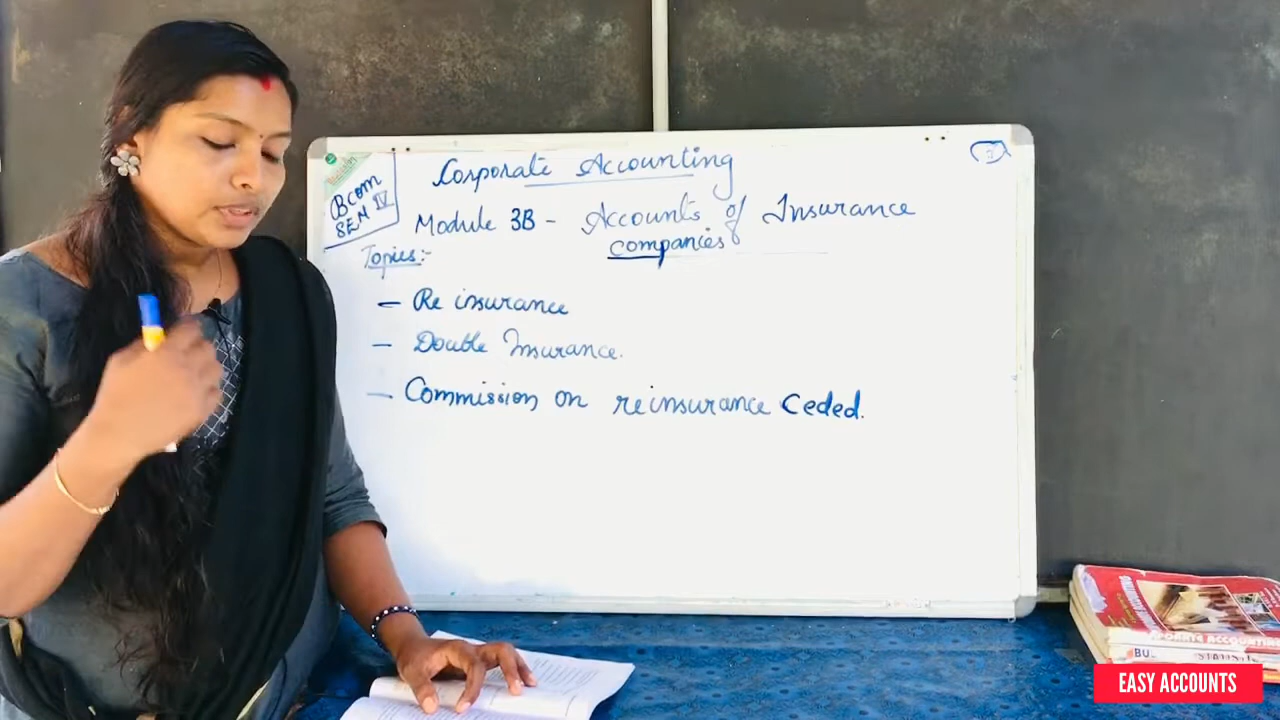 Corporate Accounting
Bcom
SEM IV
Module 3B - Accounts of Insurance
companies
Topics:-
- Re insurance
- Double Insurance.
- Commission on reinsurance Ceded.
EASY ACCOUNTS